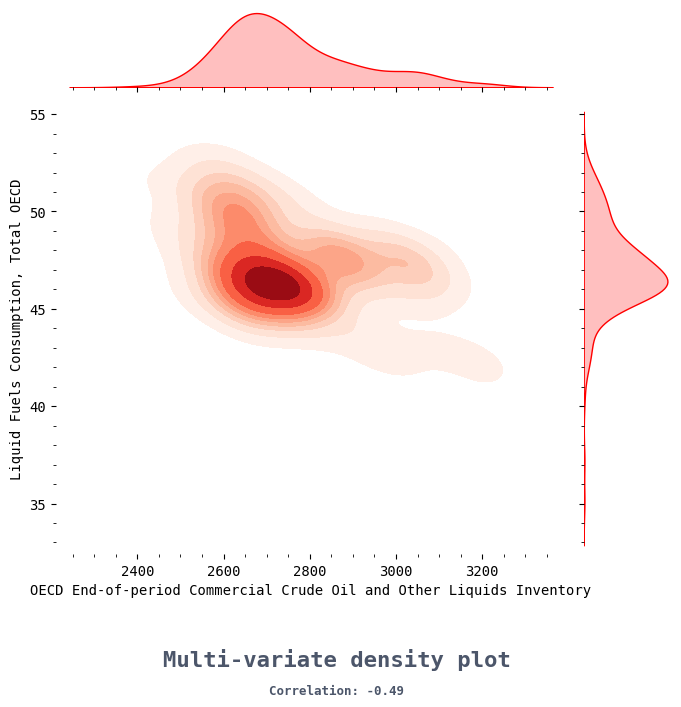 55
50
45
40
35
Liquid Fuels Consumption, Total OECD
2400 2600 2800 3000 3200
OECD End-of-period Commercial Crude Oil and Other Liquids Inventory
Multi-variate density plot
Correlation: -0.49